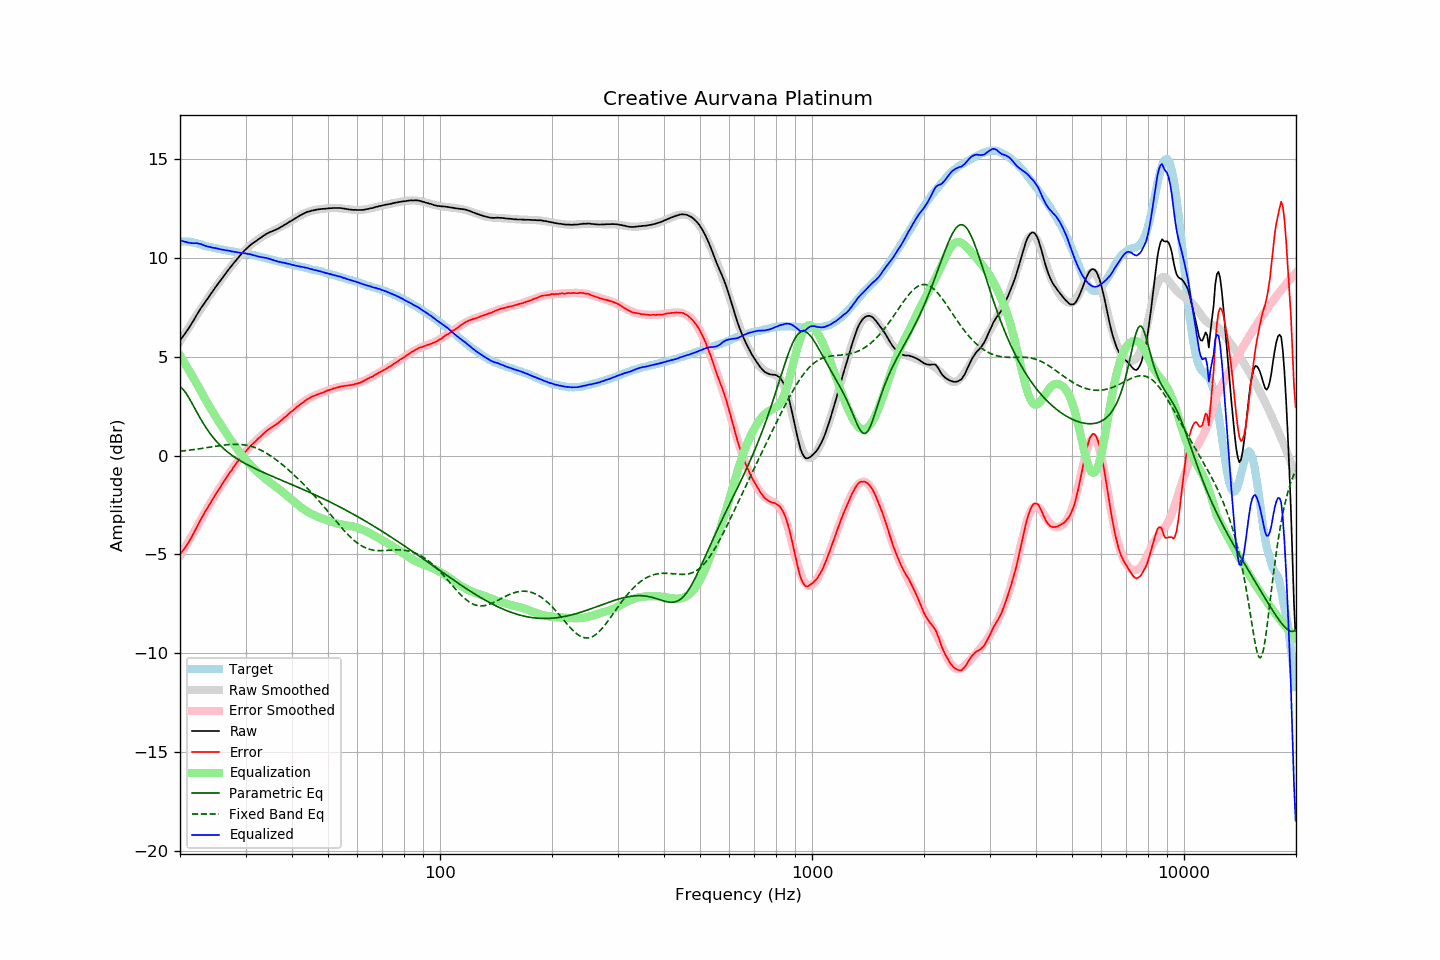 Creative Aurvana Platinum
Amplitude (dBr)
15
10
5
0
−5
−10
−15
−20
Target
Raw Smoothed
Error Smoothed
Raw
Error
Equalization
Parametric Eq
Fixed Band Eq
Equalized
100
1000
10000
Frequency (Hz)